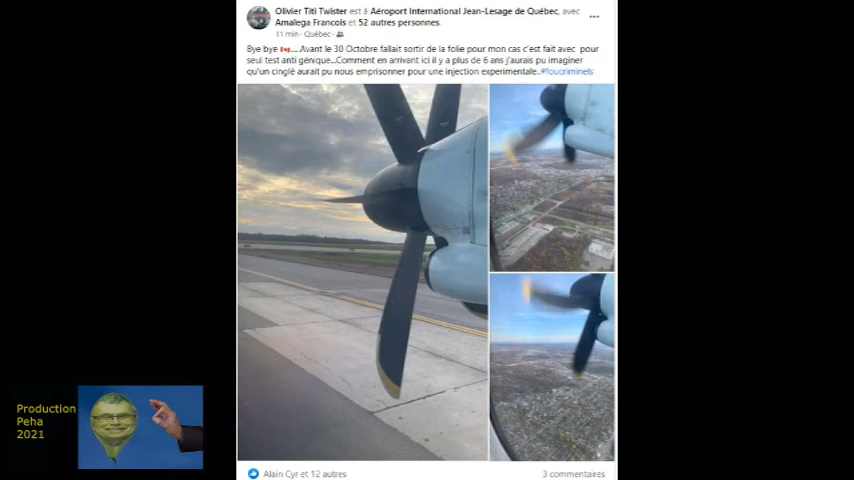 Olivier Titi Twister est à Aéroport International Jean-Lesage de Québec, avec
Amalega Francois et 52 autres personnes.
11 min · Québec ·
Bye bye 🇨🇦....Avant le 30 Octobre fallait sortir de la folie pour mon cas c'est fait avec pour
seul test anti génique...Comment en arrivant ici il y a plus de 6 ans j'aurais pu imaginer
qu'un cinglé aurait pu nous emprisonner pour une injection experimentale..#Toucriminels
Production
Peha
2021
Alain Cyr et 12 autres
3 commentaires